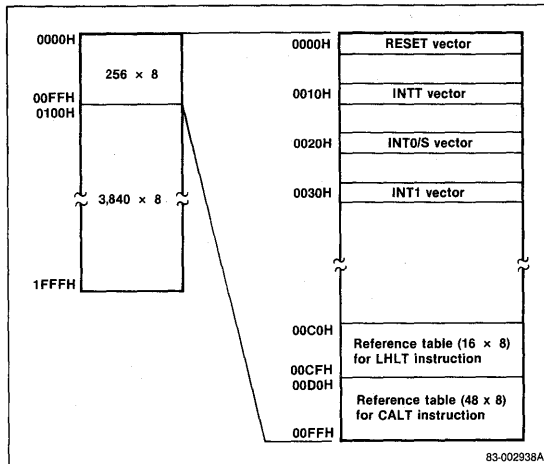 0000H
256 × 8
00FFH
0100H
3,840 × 8
1FFFH
0000H
RESET vector
0010H
INTT vector
0020H
INT0/S vector
0030H
INT1 vector
00C0H
Reference table (16 × 8)
for LHLT instruction
00CFH
00D0H
Reference table (48 x 8)
for CALT instruction
00FFH
83-002938A